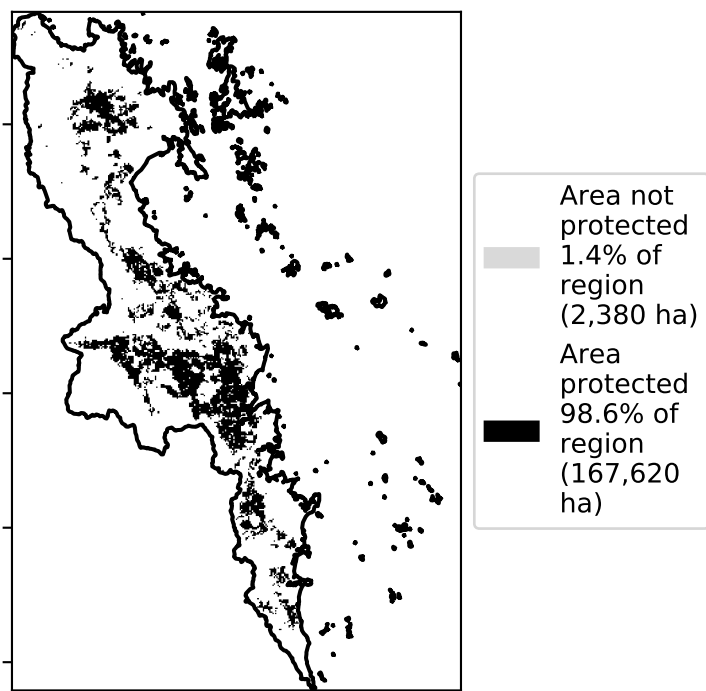 Area not
protected
1.4% of
region
(2,380 ha)
Area
protected
98.6% of
region
(167,620
ha)